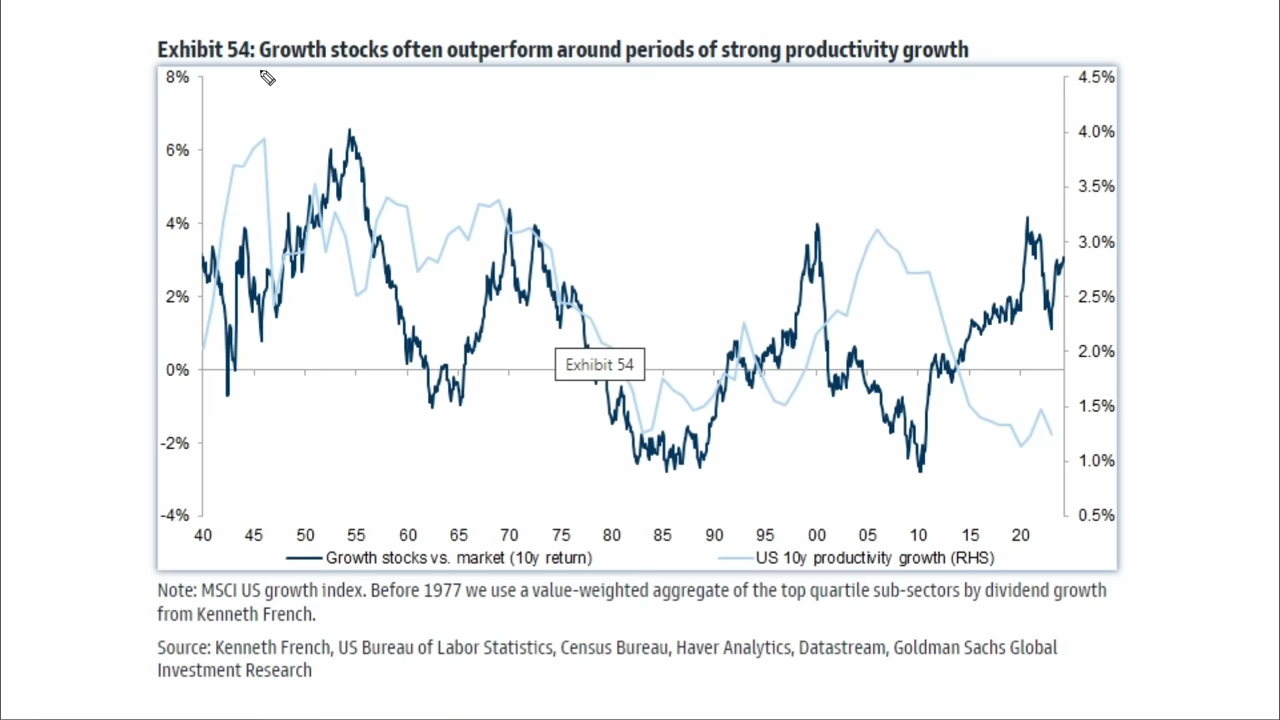 Exhibit 54: Growth stocks often outperform around periods of strong productivity growth
8% 4.5%
4.0%
6%
3.5%
4%
3.0%
2% 2.5%
2.0%
0%
Exhibit 54
1.5%
-2%
1.0%
-4% 0.5%
40 45 50 55 60 65 70 75 80 85 90 95 00 05 10 15 20
Growth stocks vs. market (10y return) US 10y productivity growth (RHS)
Note: MSCI US growth index. Before 1977 we use a value-weighted aggregate of the top quartile sub-sectors by dividend growth
from Kenneth French.
Source: Kenneth French, US Bureau of Labor Statistics, Census Bureau, Haver Analytics, Datastream, Goldman Sachs Global
Investment Research